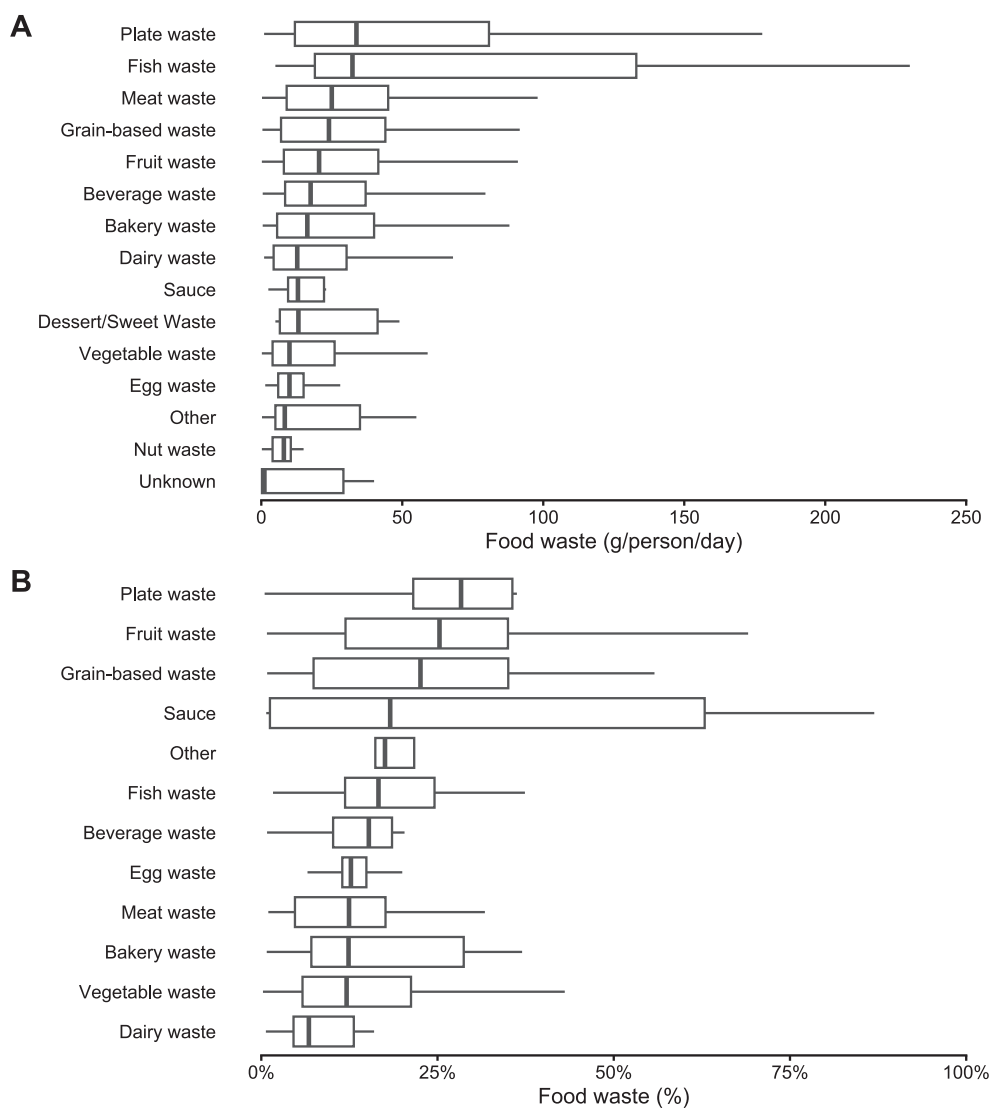 A
Plate waste
Fish waste
Meat waste
Grain-based waste
Fruit waste
Beverage waste
Bakery waste
Dairy waste
Sauce
Dessert/Sweet Waste
Vegetable waste
Egg waste
Other
Nut waste
Unknown
0 50 100 150 200 250
Food waste (g/person/day)
B
Plate waste
Fruit waste
Grain-based waste
Sauce
Other
Fish waste
Beverage waste
Egg waste
Meat waste
Bakery waste
Vegetable waste
Dairy waste
0% 25% 50% 75% 100%
Food waste (%)